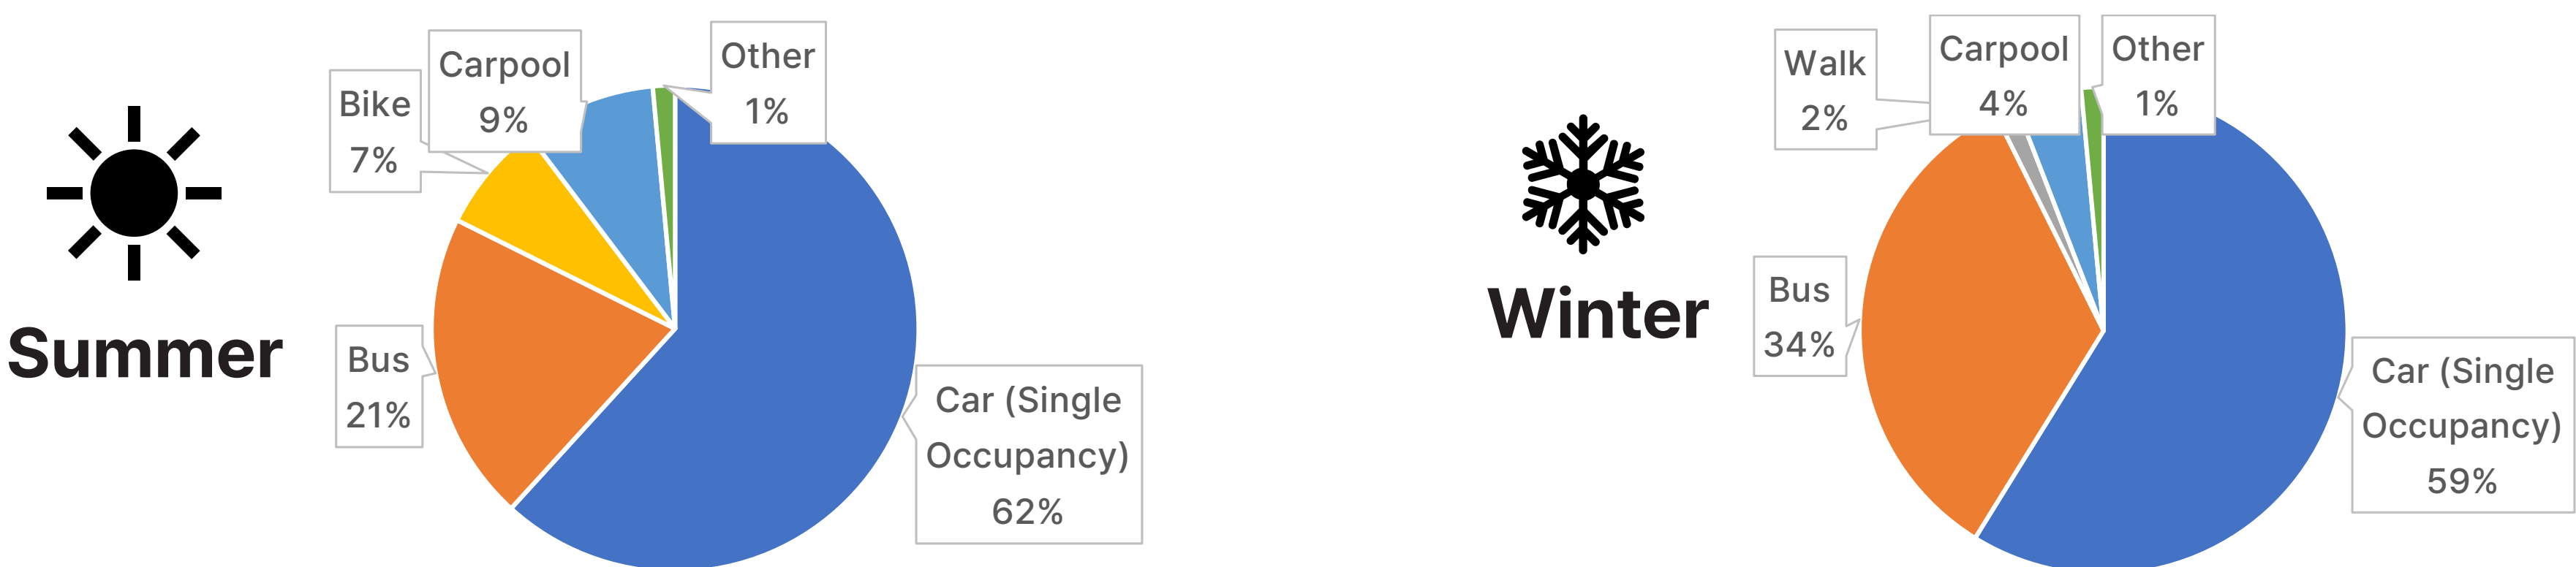 Summer
Bike
7%
Carpool
9%
Other
1%
Bus
21%
Car (Single
Occupancy)
62%
Winter
Walk
2%
Carpool
4%
Other
1%
Bus
34%
Car (Single
Occupancy)
59%